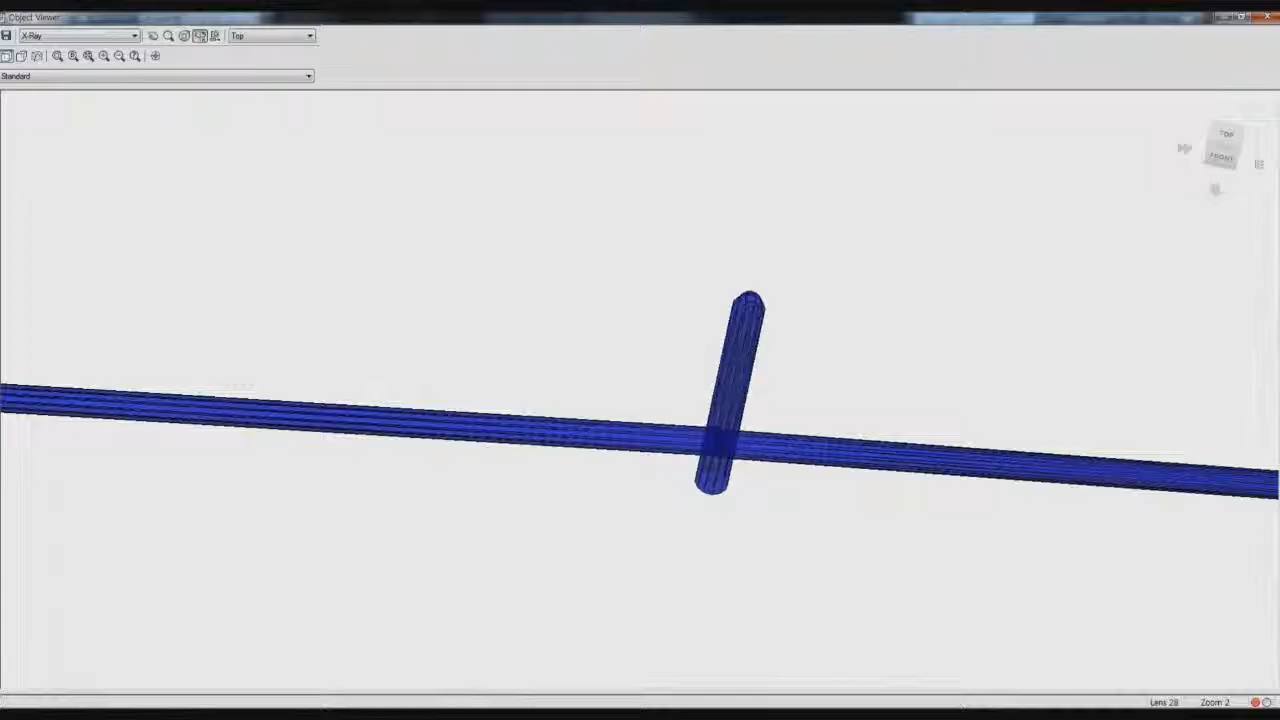 Object Viewer
X-Ray
Top
Standard
TOP
FRONT
Lens 28
Zoom 2